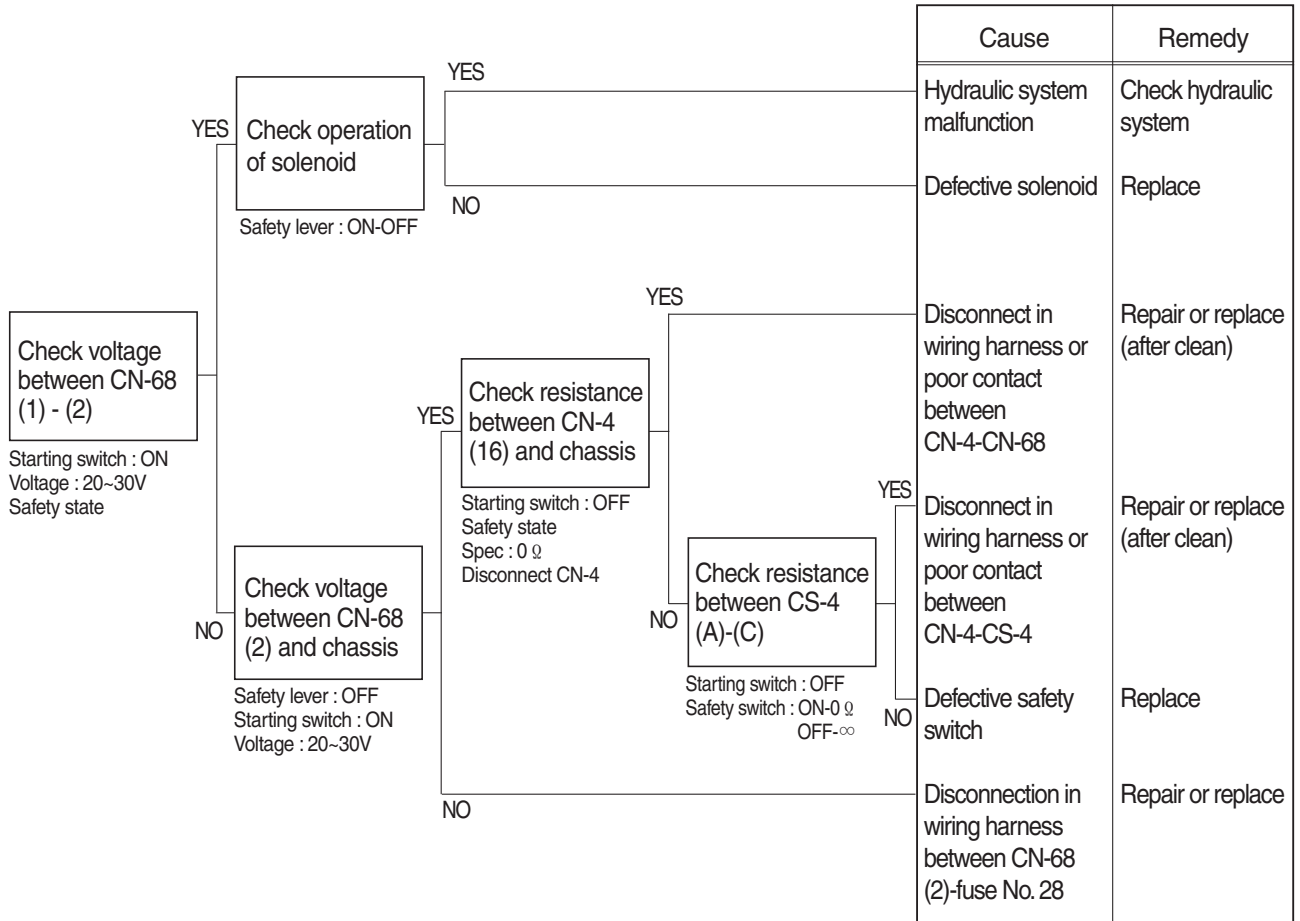 Cause
Remedy
YES
Hydraulic system
malfunction
Check hydraulic
system
YES
Check operation
of solenoid
NO
Defective solenoid
Replace
Safety lever : ON-OFF
YES
Disconnect in
wiring harness or
poor contact
between
CN-4-CN-68
Repair or replace
(after clean)
Check voltage
between CN-68
(1) - (2)
Starting switch : ON
Voltage : 20~30V
Safety state
YES
Check resistance
between CN-4
(16) and chassis
Starting switch : OFF
Safety state
Spec : 0 Ω
Disconnect CN-4
YES
Disconnect in
wiring harness or
poor contact
between
CN-4-CS-4
Repair or replace
(after clean)
NO
Check voltage
between CN-68
(2) and chassis
Safety lever : OFF
Starting switch : ON
Voltage : 20~30V
NO
Check resistance
between CS-4
(A)-(C)
Starting switch : OFF
Safety switch : ON-0 Ω
OFF-∞
NO
Defective safety
switch
Replace
NO
Disconnection in
wiring harness
between CN-68
(2)-fuse No. 28
Repair or replace